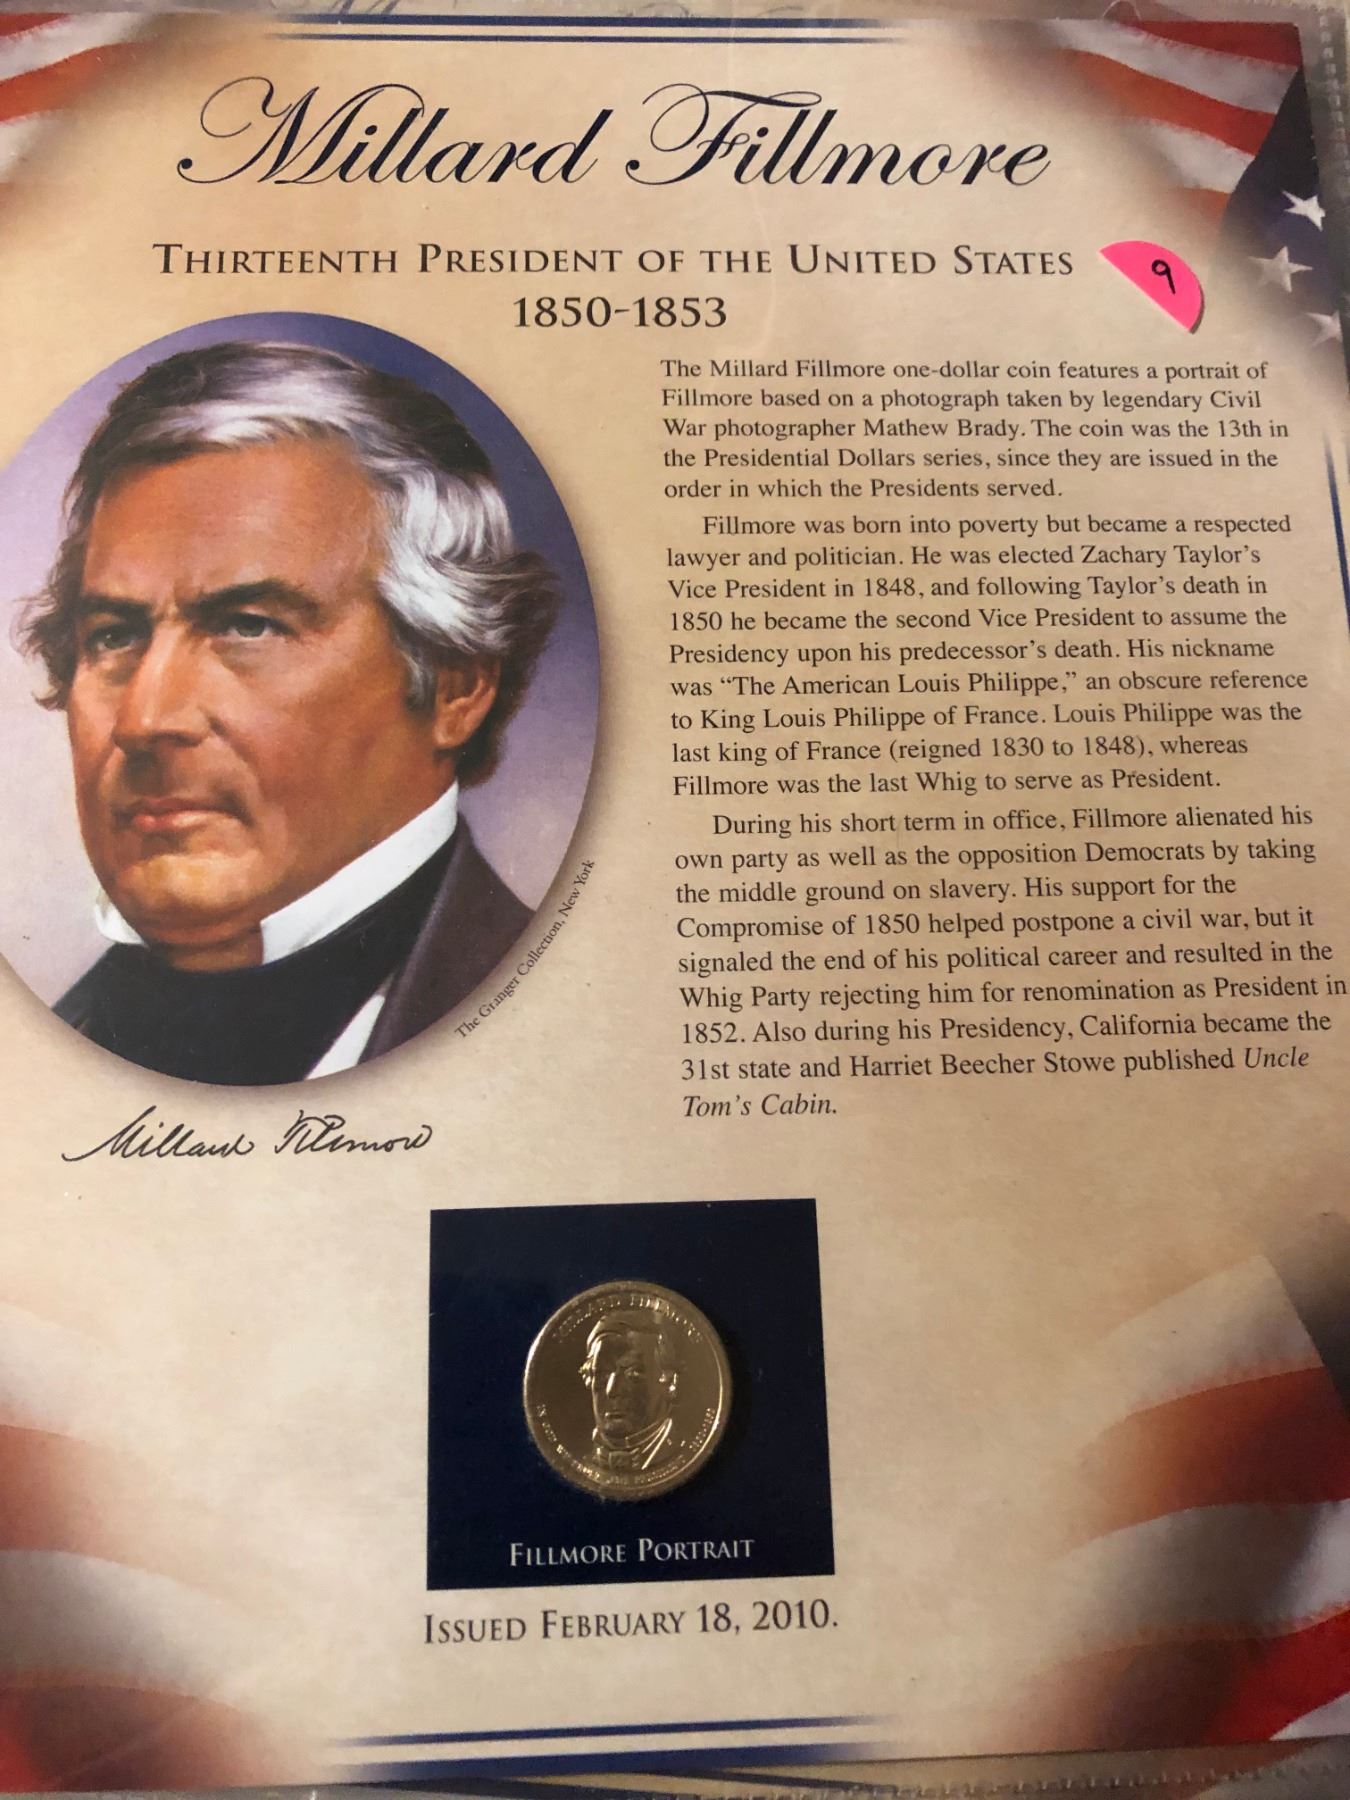 Millard Fillmore
THIRTEENTH PRESIDENT OF THE UNITED STATES
1850-1853
9
The Millard Fillmore one-dollar coin features a portrait of
Fillmore based on a photograph taken by legendary Civil
War photographer Mathew Brady. The coin was the 13th in
the Presidential Dollars series, since they are issued in the
order in which the Presidents served.
Fillmore was born into poverty but became a respected
lawyer and politician. He was elected Zachary Taylor's
Vice President in 1848, and following Taylor's death in
1850 he became the second Vice President to assume the
Presidency upon his predecessor's death. His nickname
was “The American Louis Philippe,” an obscure reference
to King Louis Philippe of France. Louis Philippe was the
last king of France (reigned 1830 to 1848), whereas
Fillmore was the last Whig to serve as President.
During his short term in office, Fillmore alienated his
own party as well as the opposition Democrats by taking
the middle ground on slavery. His support for the
Compromise of 1850 helped postpone a civil war, but it
signaled the end of his political career and resulted in the
Whig Party rejecting him for renomination as President in
1852. Also during his Presidency, California became the
31st state and Harriet Beecher Stowe published Uncle
Tom's Cabin.
The Granger Collection, New York
Millard Fillmore
MILLARD FILLMORE
IN GOD WE TRUST 13TH PRESIDENT 1850-1853
FILLMORE PORTRAIT
ISSUED FEBRUARY 18, 2010.